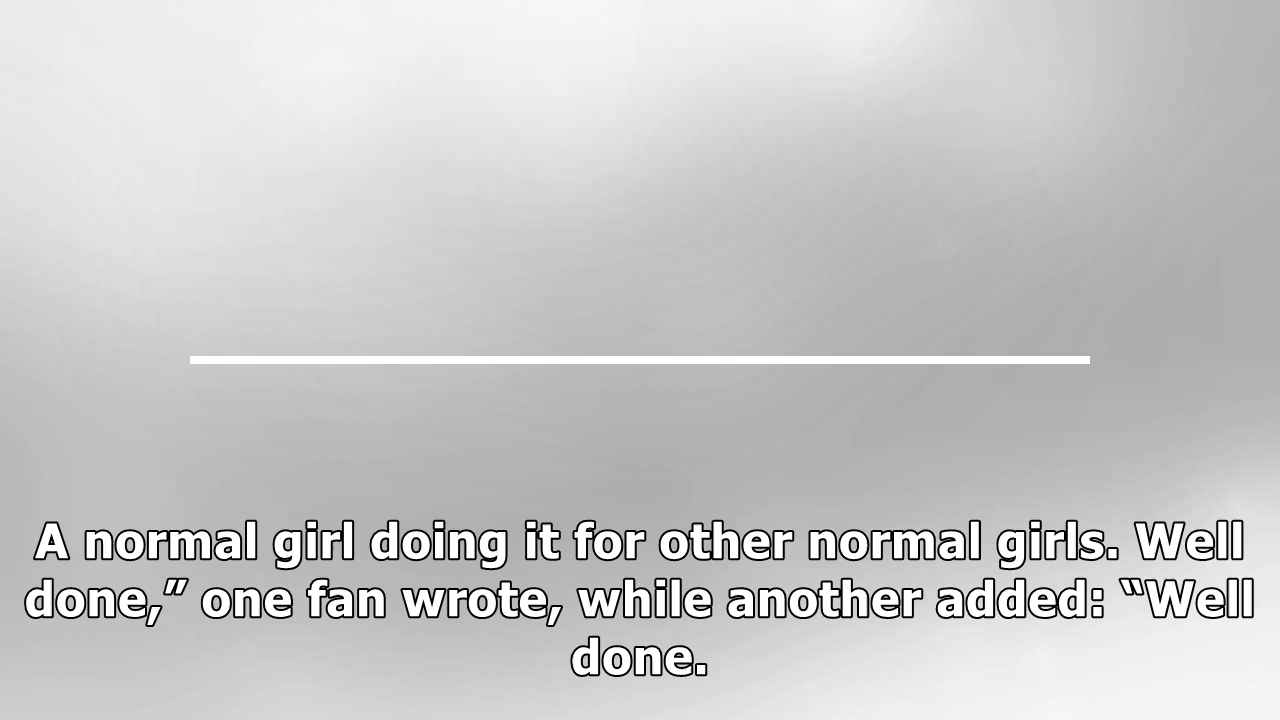 A normal girl doing it for other normal girls. Well
done,” one fan wrote, while another added: “Well
done.